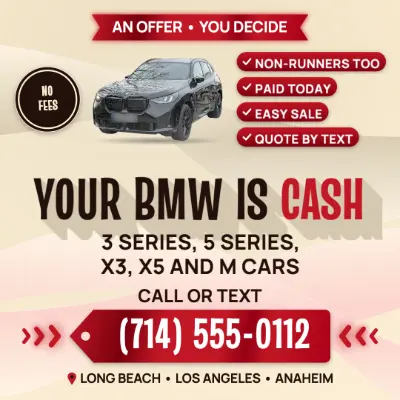 AN OFFER • YOU DECIDE
NO
FEES
NON-RUNNERS TOO
PAID TODAY
EASY SALE
QUOTE BY TEXT
YOUR BMW IS CASH
3 SERIES, 5 SERIES,
X3, X5 AND M CARS
CALL OR TEXT
(714) 555-0112
LONG BEACH • LOS ANGELES • ANAHEIM